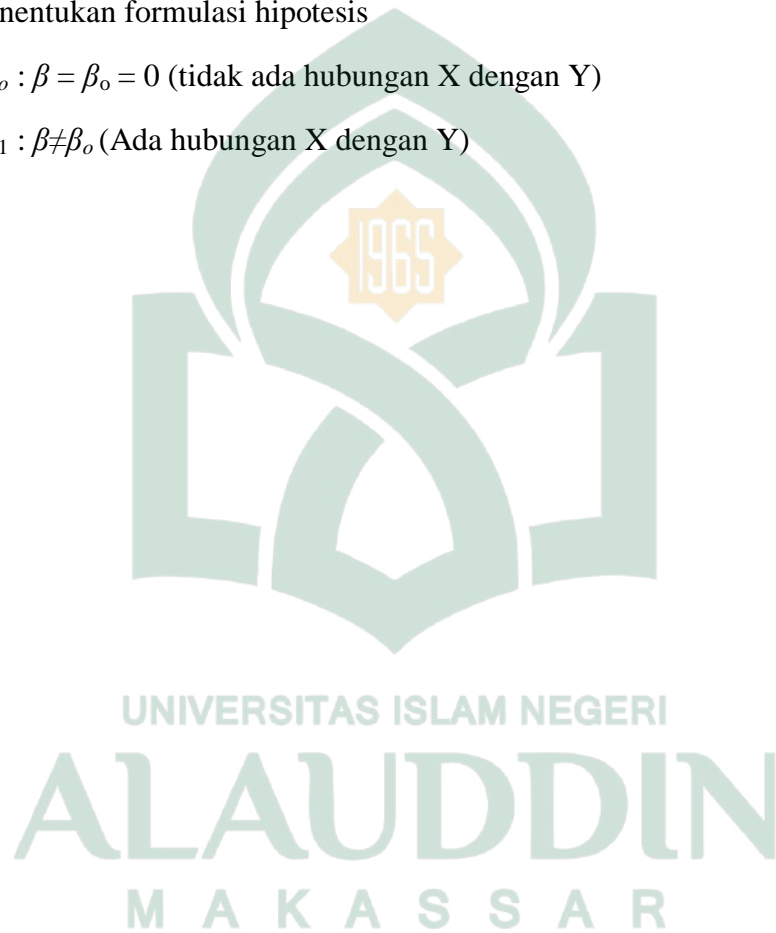 nentukan formulasi hipotesis
o : β = βo = 0 (tidak ada hubungan X dengan Y)
1 : β≠βo (Ada hubungan X dengan Y)
1965
UNIVERSITAS ISLAM NEGERI
ALAUDDIN
MAKASSAR